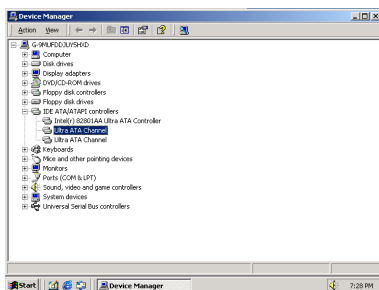 Device Manager
Action View
G-9MUFDDJUYSHXD
Computer
Disk drives
Display adapters
DVD/CD-ROM drives
Floppy disk controllers
Floppy disk drives
IDE ATA/ATAPI controllers
Intel(r) 82801AA Ultra ATA Controller
Ultra ATA Channel
Ultra ATA Channel
Keyboards
Mice and other pointing devices
Monitors
Ports (COM & LPT)
Sound, video and game controllers
System devices
Universal Serial Bus controllers
Start Device Manager 7:28 PM